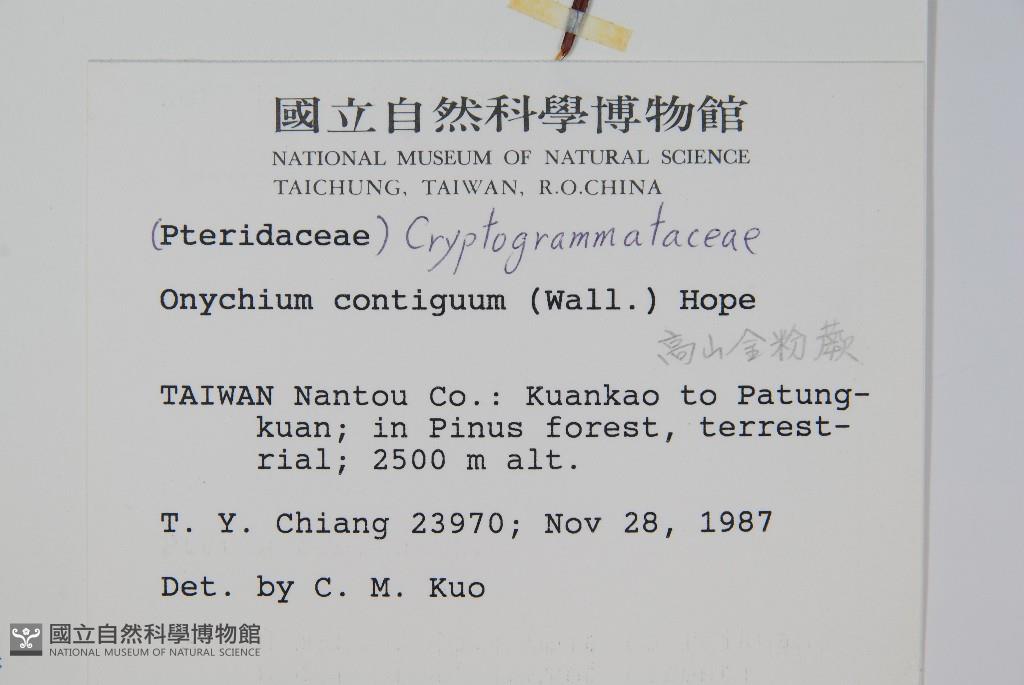 國立自然科學博物館
NATIONAL MUSEUM OF NATURAL SCIENCE
TAICHUNG, TAIWAN, R.O.CHINA
(Pteridaceae) Cryptogrammataceae
Onychium contiguum (Wall.) Hope
高山金粉蕨
TAIWAN Nantou Co.: Kuankao to Patung-
kuan; in Pinus forest, terrest-
rial; 2500 m alt.
T. Y. Chiang 23970; Nov 28, 1987
Det. by C. M. Kuo
國立自然科學博物館
NATIONAL MUSEUM OF NATURAL SCIENCE